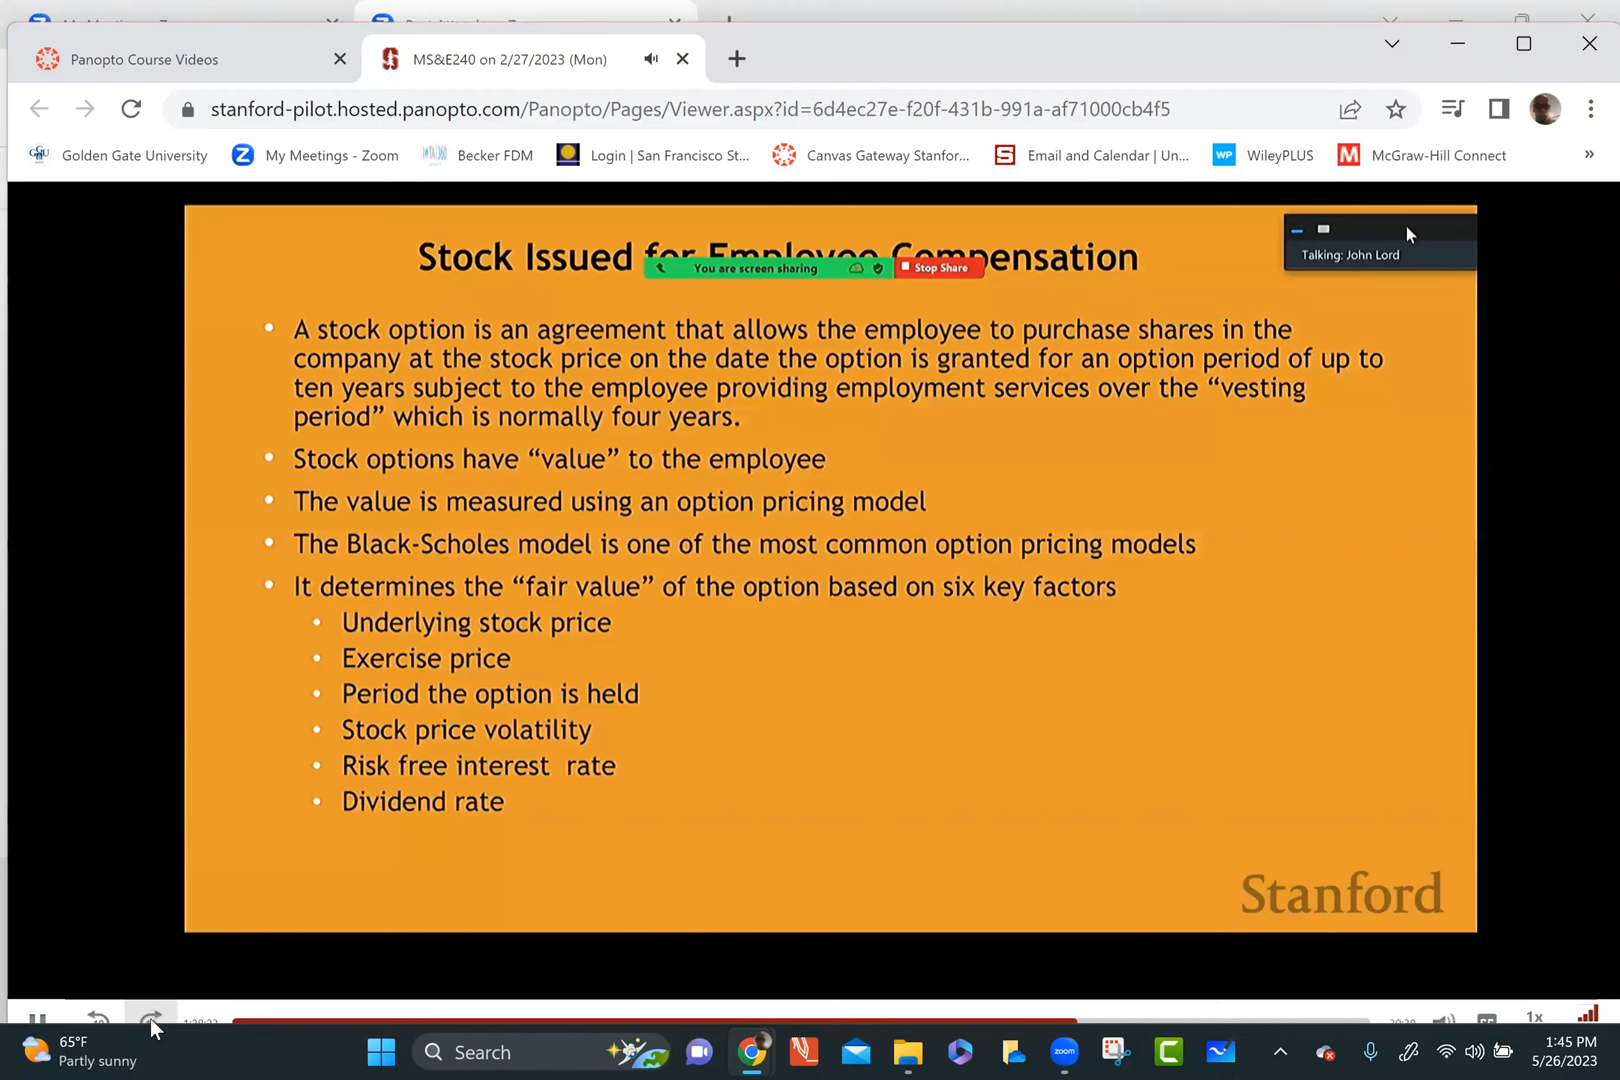 Panopto Course Videos
MS&E240 on 2/27/2023 (Mon)
stanford-pilot.hosted.panopto.com/Panopto/Pages/Viewer.aspx?id=6d4ec27e-f20f-431b-991a-af71000cb4f5
Golden Gate University
My Meetings - Zoom
Becker FDM
Login | San Francisco St...
Canvas Gateway Stanfor...
Email and Calendar | Un...
WP
WileyPLUS
McGraw-Hill Connect
Stock Issued for Employee Compensation
You are screen sharing
Stop Share
Talking: John Lord
• A stock option is an agreement that allows the employee to purchase shares in the
company at the stock price on the date the option is granted for an option period of up to
ten years subject to the employee providing employment services over the “vesting
period” which is normally four years.
• Stock options have “value” to the employee
• The value is measured using an option pricing model
• The Black-Scholes model is one of the most common option pricing models
• It determines the “fair value” of the option based on six key factors
• Underlying stock price
• Exercise price
• Period the option is held
• Stock price volatility
• Risk free interest rate
• Dividend rate
Stanford
1x
65°F
Partly sunny
Search
zoom
1:45 PM
5/26/2023